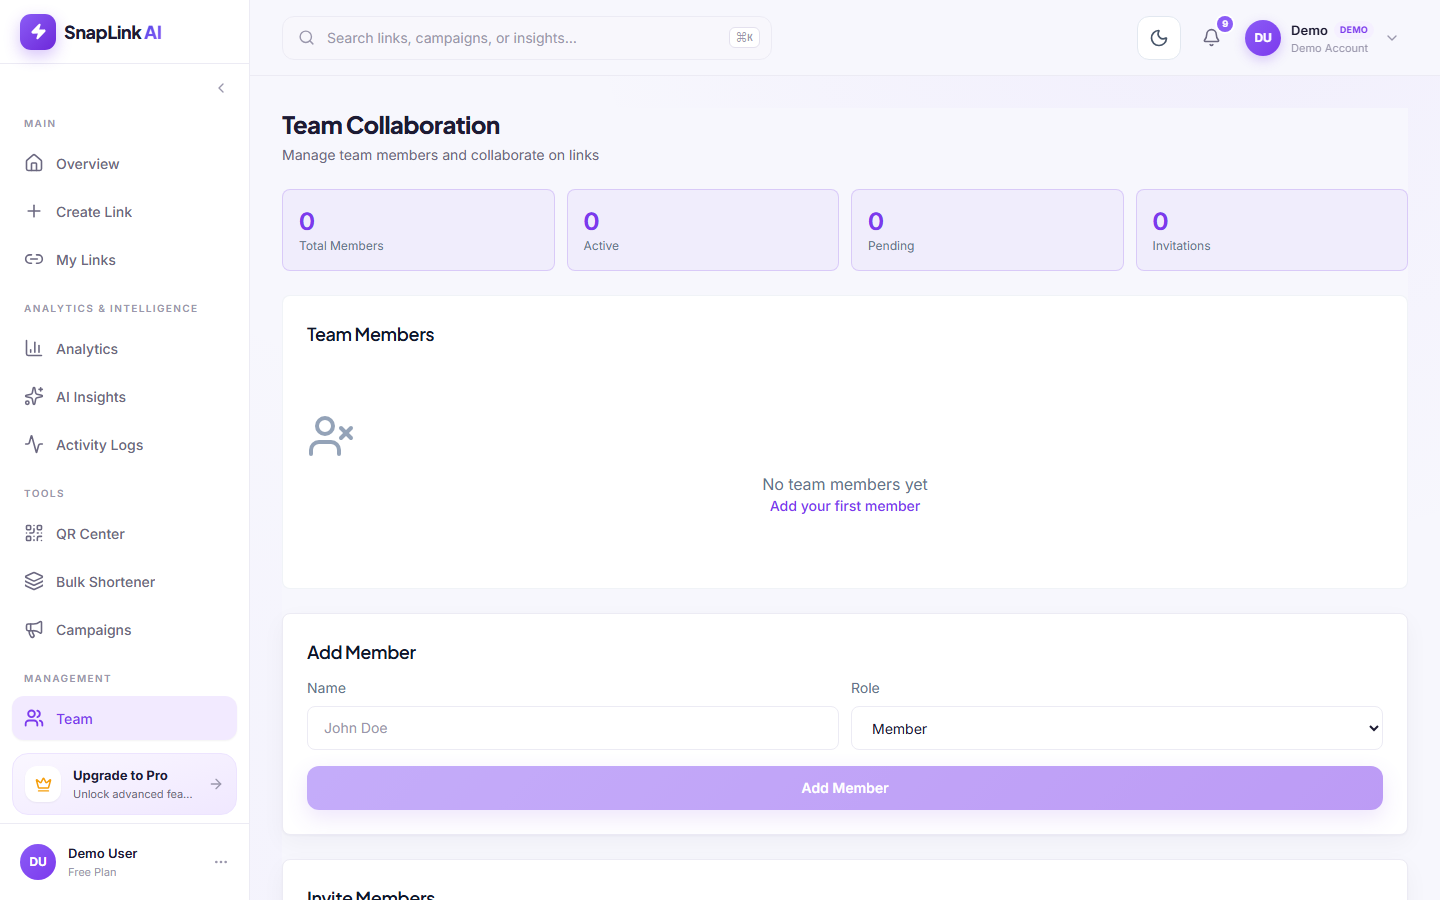 SnapLink AI
Search links, campaigns, or insights...
⌘K
9
DU
Demo DEMO
Demo Account
MAIN
Overview
Create Link
My Links
ANALYTICS & INTELLIGENCE
Analytics
AI Insights
Activity Logs
TOOLS
QR Center
Bulk Shortener
Campaigns
MANAGEMENT
Team
Upgrade to Pro
Unlock advanced fea...
DU
Demo User
Free Plan
Team Collaboration
Manage team members and collaborate on links
0
Total Members
0
Active
0
Pending
0
Invitations
Team Members
No team members yet
Add your first member
Add Member
Name
Role
John Doe
Member
Add Member
Invite Members